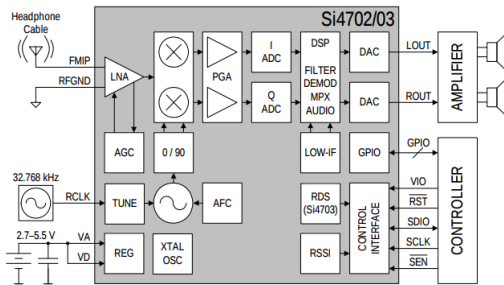 Si4702/03
Headphone
Cable
FMIP
RFGND
LNA
PGA
I
ADC
Q
ADC
DSP
FILTER
DEMOD
MPX
AUDIO
DAC
DAC
LOUT
ROUT
AMPLIFIER
AGC
0 / 90
LOW-IF
GPIO
GPIO
32.768 kHz
RCLK
TUNE
AFC
RDS
(Si4703)
CONTROL
INTERFACE
VIO
RST
SDIO
SCLK
SEN
CONTROLLER
2.7–5.5 V
VA
VD
REG
XTAL
OSC
RSSI